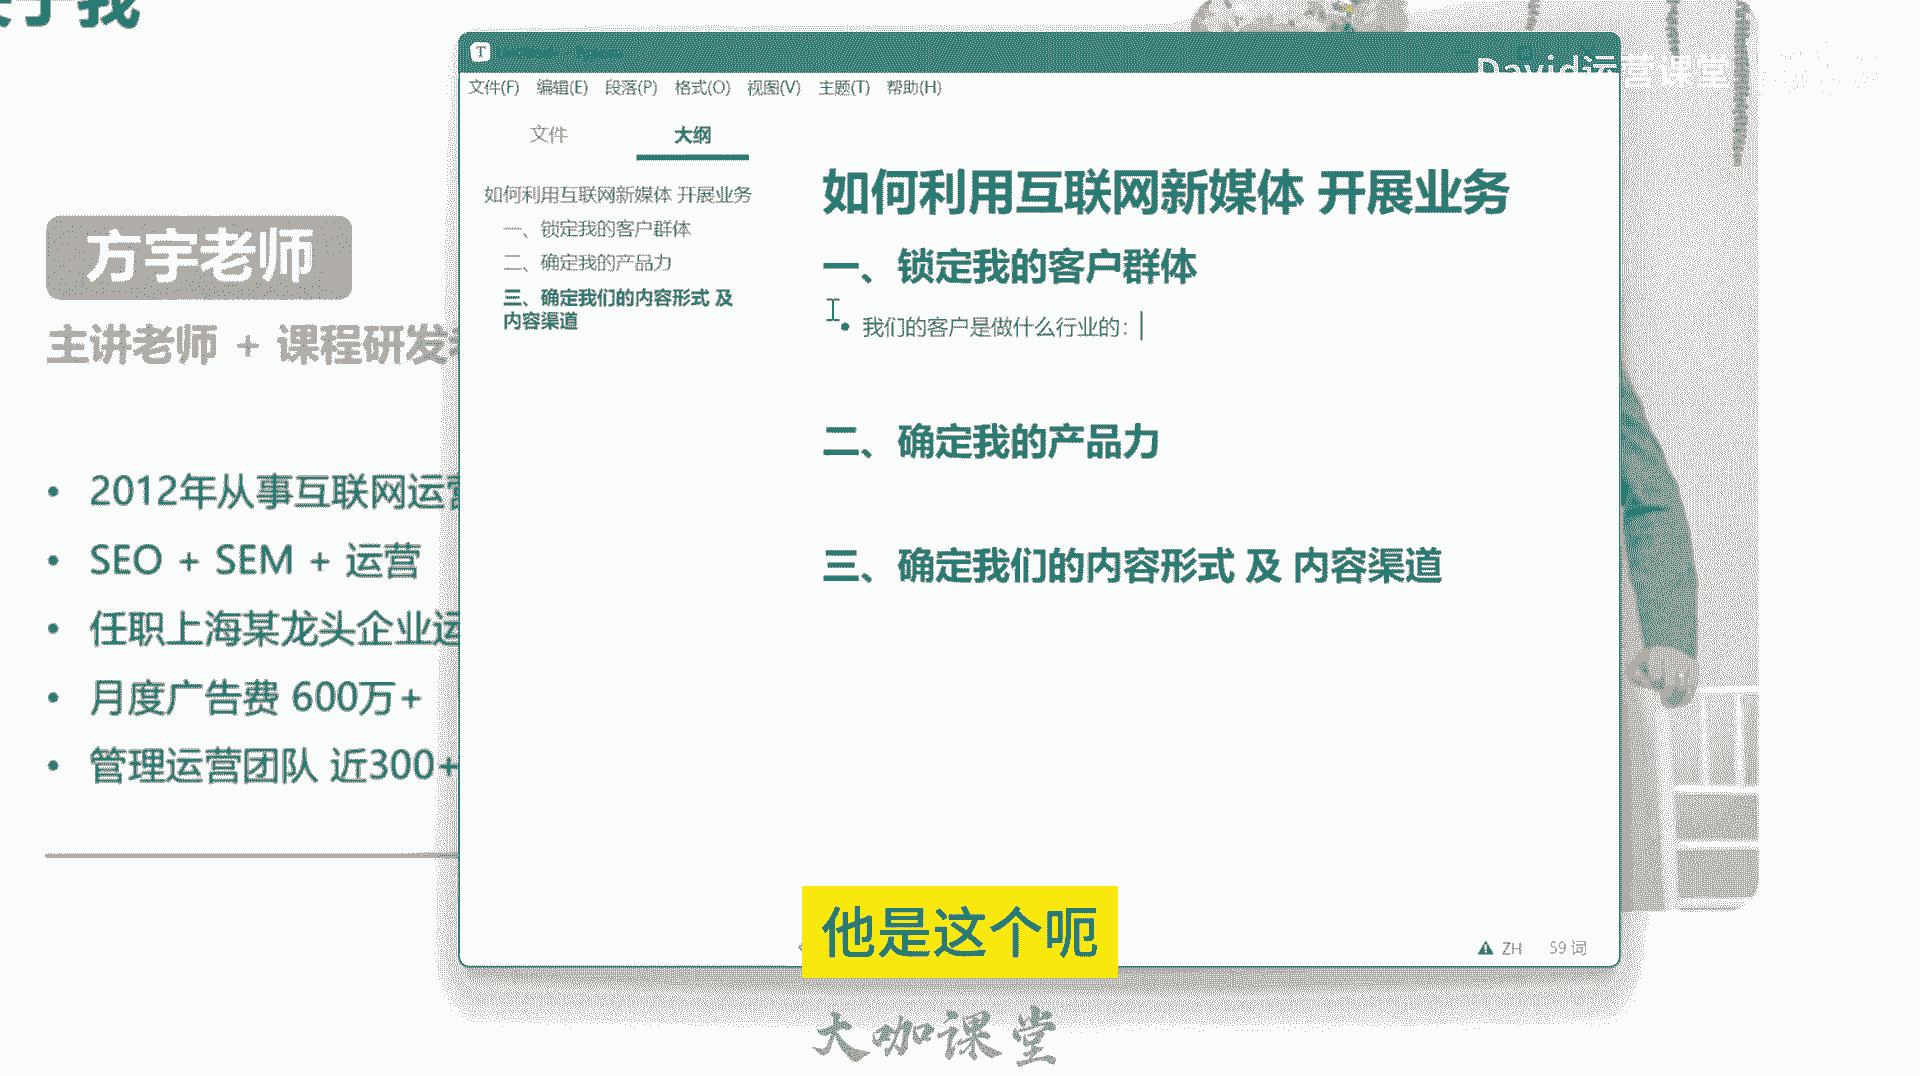 David运营课堂
T
文件(F) 编辑(E) 段落(P) 格式(O) 视图(V) 主题(T) 帮助(H)
文件 大纲
如何利用互联网新媒体 开展业务
一、锁定我的客户群体
二、确定我的产品力
三、确定我们的内容形式 及
内容渠道
如何利用互联网新媒体 开展业务
一、锁定我的客户群体
• 我们的客户是做什么行业的：
二、确定我的产品力
三、确定我们的内容形式 及 内容渠道
ZH 59 词
方宇老师
主讲老师 + 课程研发
• 2012年从事互联网运营
• SEO + SEM + 运营
• 任职上海某龙头企业运
• 月度广告费 600万+
• 管理运营团队 近300+
他是这个呃
大咖课堂